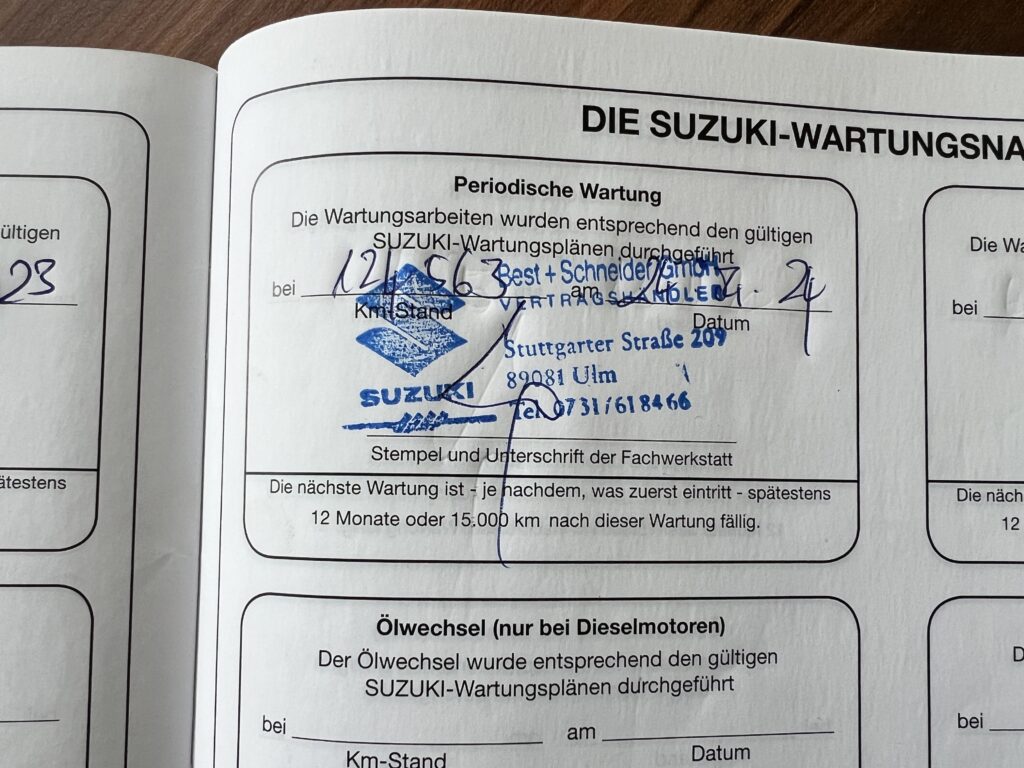 DIE SUZUKI-WARTUNGSNA
Periodische Wartung
Die Wartungsarbeiten wurden entsprechend den gültigen
SUZUKI-Wartungsplänen durchgeführt
bei 124 563 am 24
Km-Stand Datum
Best + Schneider GmbH
VERTRAGSHÄNDLER
Stuttgarter Straße 209
89081 Ulm
Tel. 0731/618466
SUZUKI
Stempel und Unterschrift der Fachwerkstatt
Die nächste Wartung ist - je nachdem, was zuerst eintritt - spätestens
12 Monate oder 15.000 km nach dieser Wartung fällig.
Ölwechsel (nur bei Dieselmotoren)
Der Ölwechsel wurde entsprechend den gültigen
SUZUKI-Wartungsplänen durchgeführt
bei am
Km-Stand Datum
ültigen
23
ätestens
Die Wa
bei
Die näch
12
D
bei